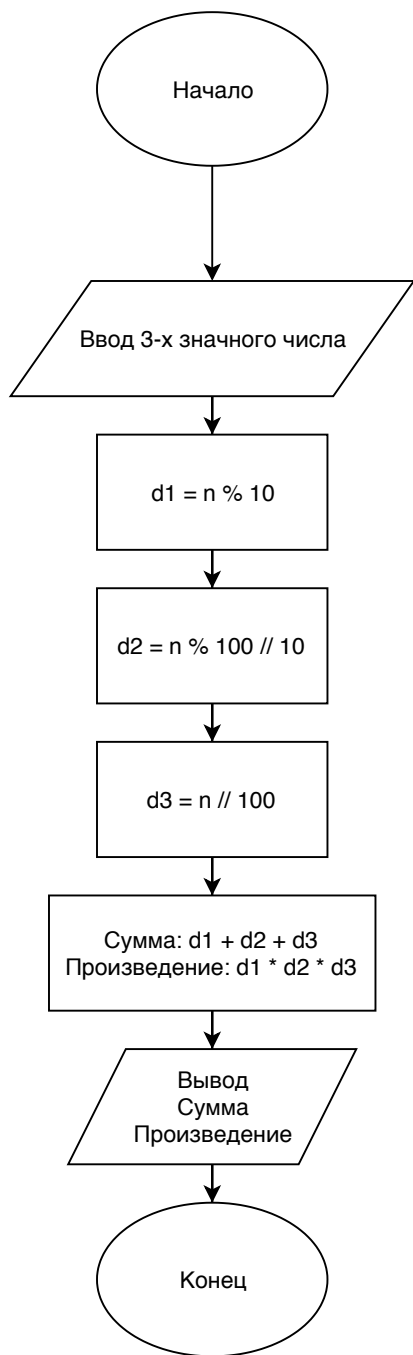 Начало
Ввод 3-х значного числа
d1 = n % 10
d2 = n % 100 // 10
d3 = n // 100
Сумма: d1 + d2 + d3
Произведение: d1 * d2 * d3
Вывод
Сумма
Произведение
Конец